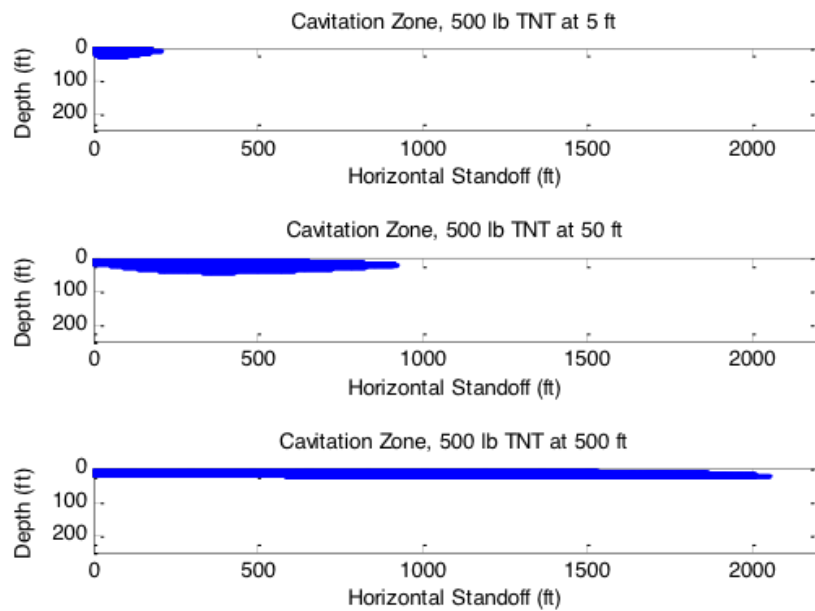 Cavitation Zone, 500 lb TNT at 5 ft
Depth (ft)
0
100
200
0 500 1000 1500 2000
Horizontal Standoff (ft)
Cavitation Zone, 500 lb TNT at 50 ft
Depth (ft)
0
100
200
0 500 1000 1500 2000
Horizontal Standoff (ft)
Cavitation Zone, 500 lb TNT at 500 ft
Depth (ft)
0
100
200
0 500 1000 1500 2000
Horizontal Standoff (ft)